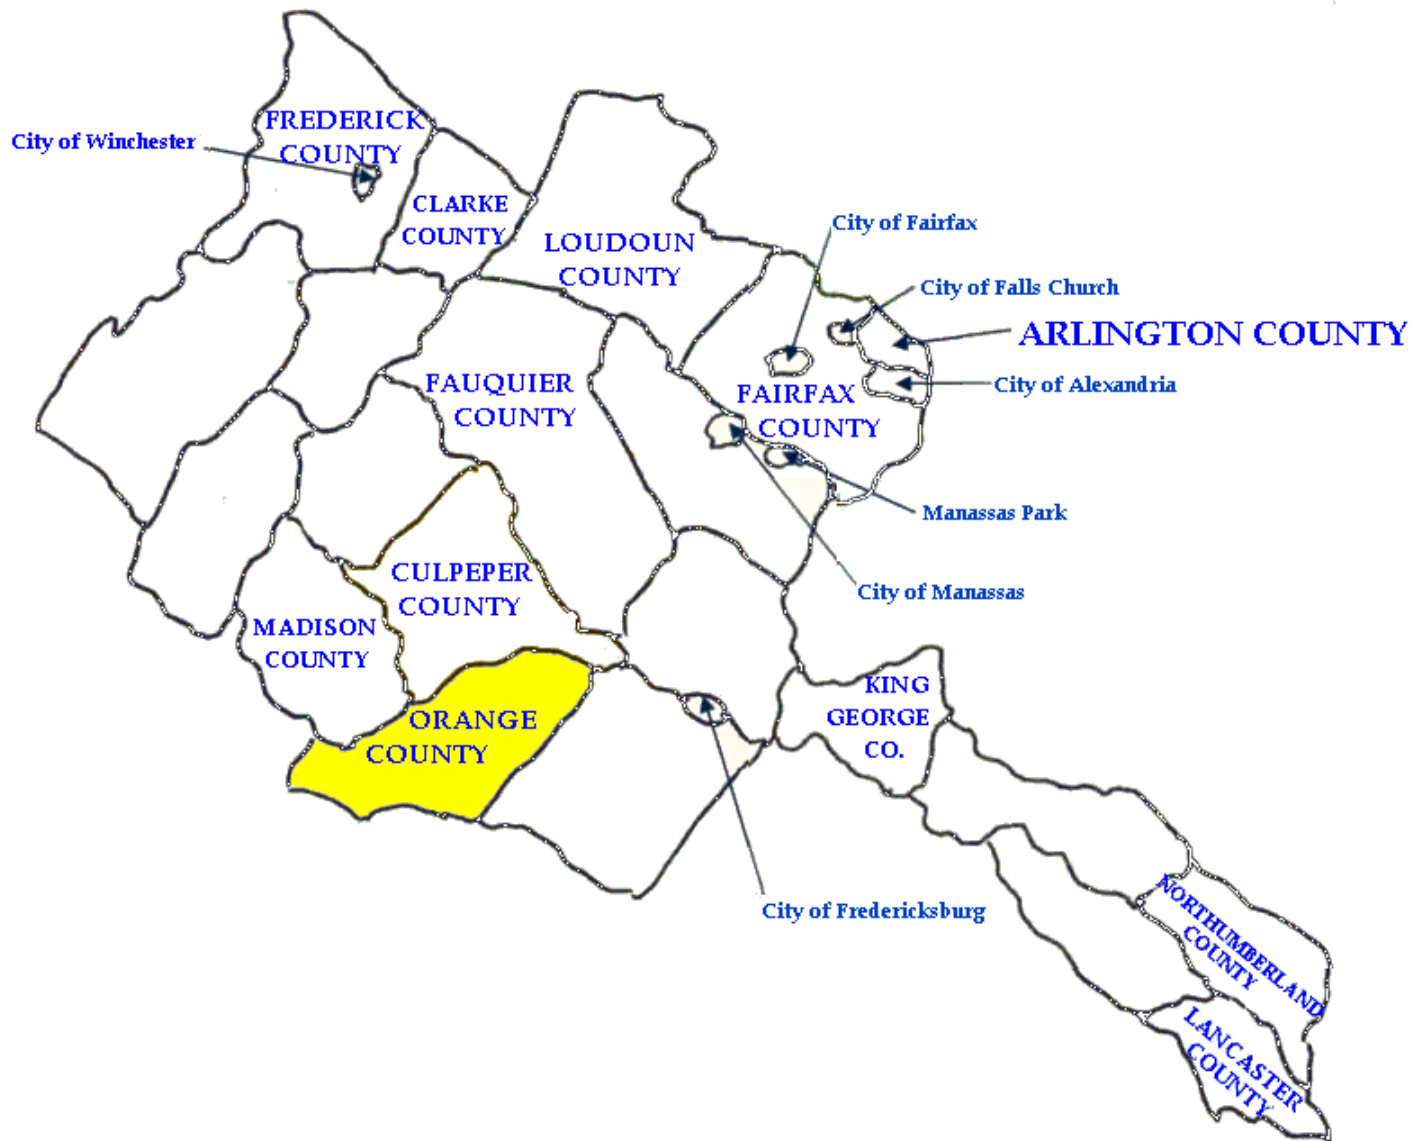 FREDERICK
COUNTY
City of Winchester
CLARKE
COUNTY
LOUDOUN
COUNTY
City of Fairfax
City of Falls Church
ARLINGTON COUNTY
City of Alexandria
FAUQUIER
COUNTY
FAIRFAX
COUNTY
Manassas Park
City of Manassas
CULPEPER
COUNTY
MADISON
COUNTY
ORANGE
COUNTY
KING
GEORGE
CO.
City of Fredericksburg
NORTHUMBERLAND
COUNTY
LANCASTER
COUNTY